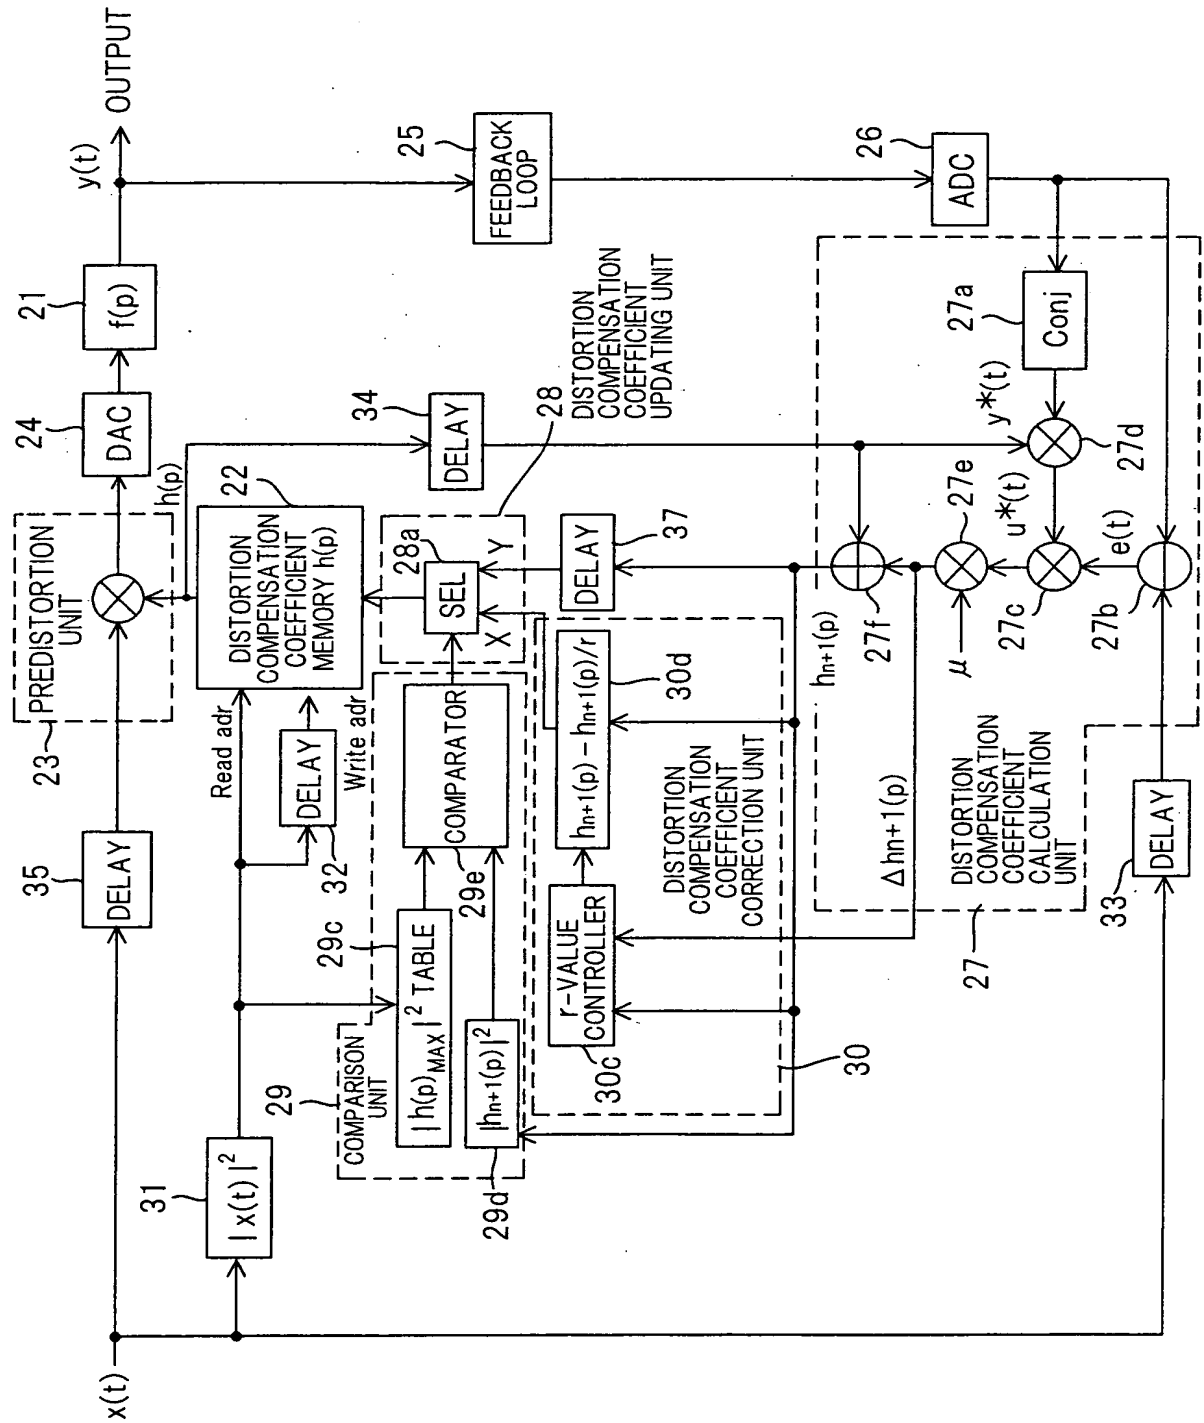 x(t)
35
DELAY
23
PREDISTORTION
UNIT
24
DAC
21
f(p)
y(t)
OUTPUT
h(p)
31
|x(t)|²
Read adr
DELAY
32
Write adr
22
DISTORTION
COMPENSATION
COEFFICIENT
MEMORY h(p)
34
DELAY
25
FEEDBACK
LOOP
29
COMPARISON
UNIT
29c
|h(p)MAX|² TABLE
|hn+1(p)|²
29d
COMPARATOR
29e
28a
SEL
X
Y
28
DISTORTION
COMPENSATION
COEFFICIENT
UPDATING UNIT
37
DELAY
r-VALUE
CONTROLLER
30c
hn+1(p) – hn+1(p)/r
30d
DISTORTION
COMPENSATION
COEFFICIENT
CORRECTION UNIT
30
hn+1(p)
27f
Δhn+1(p)
μ
27e
u*(t)
27c
e(t)
27b
y*(t)
27d
27a
Conj
26
ADC
27
DISTORTION
COMPENSATION
COEFFICIENT
CALCULATION
UNIT
33
DELAY